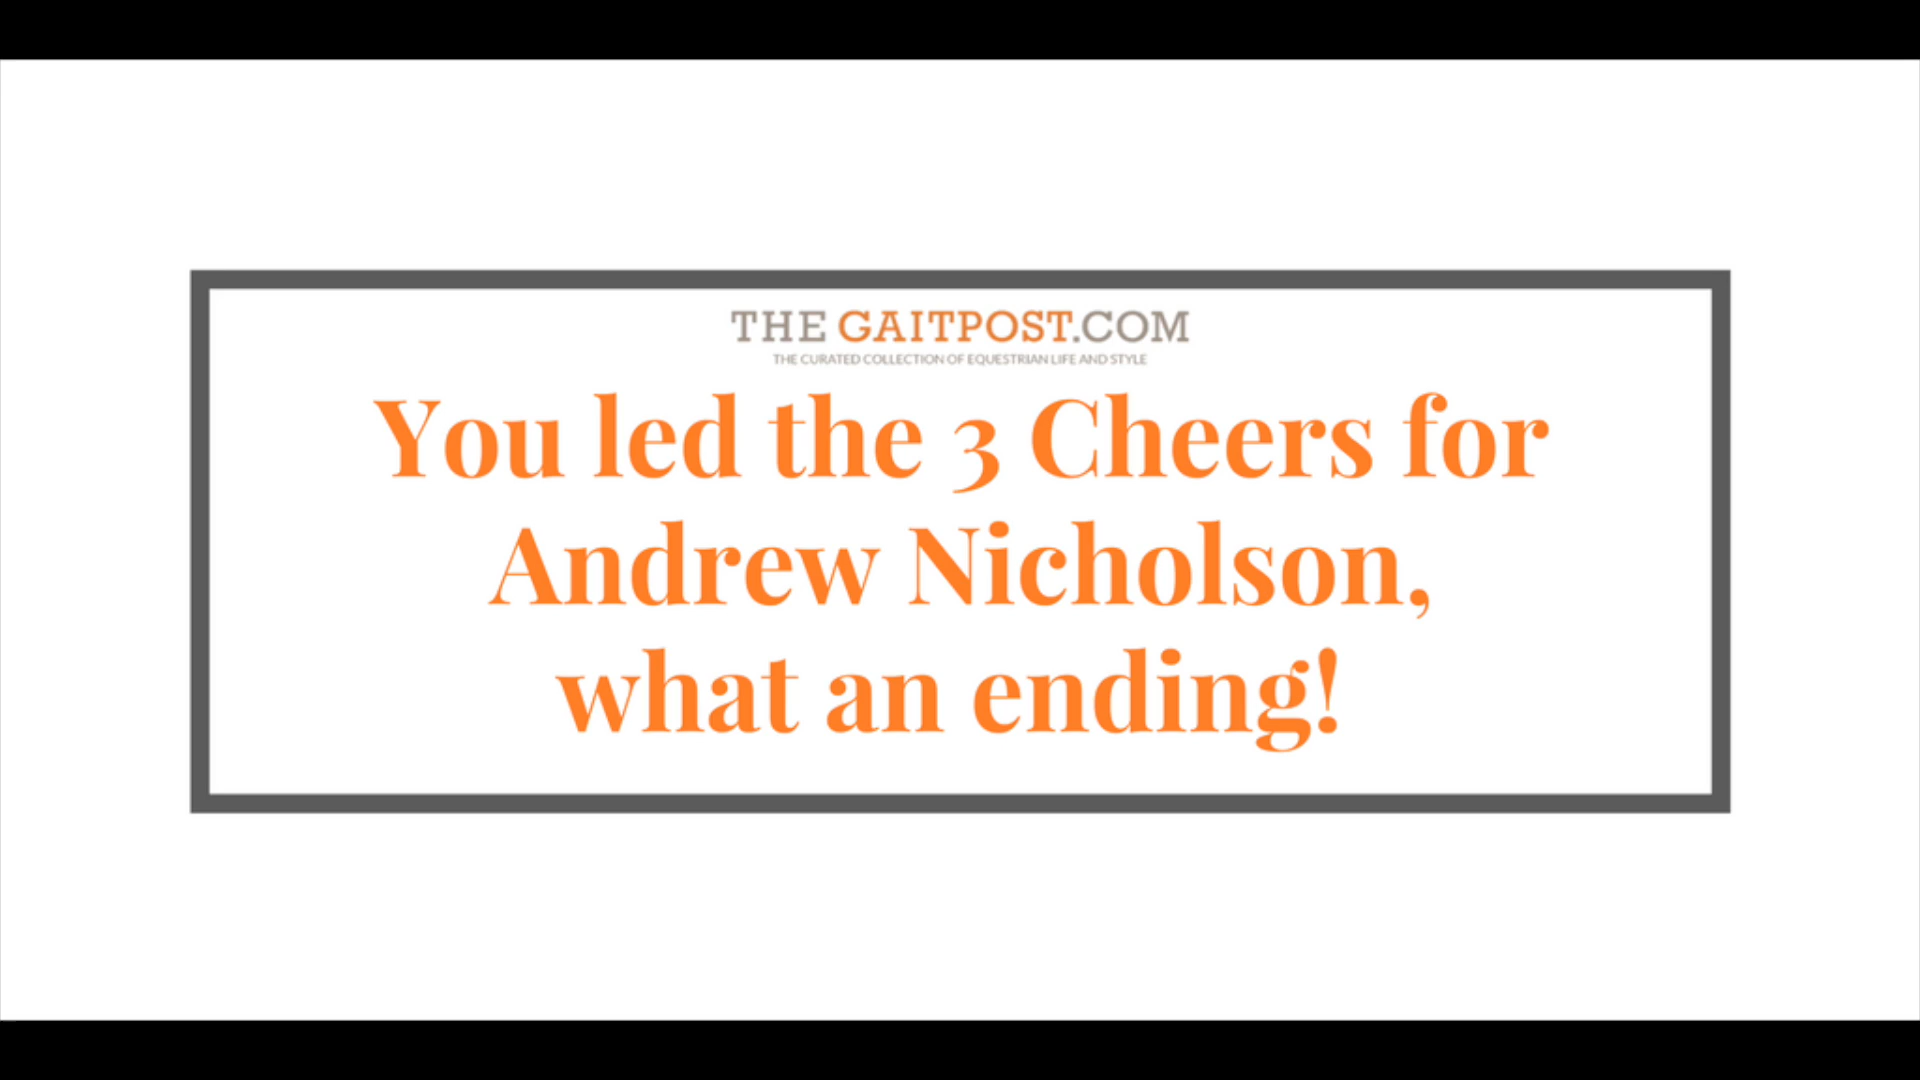 THE GAITPOST.COM
THE CURATED COLLECTION OF EQUESTRIAN LIFE AND STYLE
You led the 3 Cheers for
Andrew Nicholson,
what an ending!